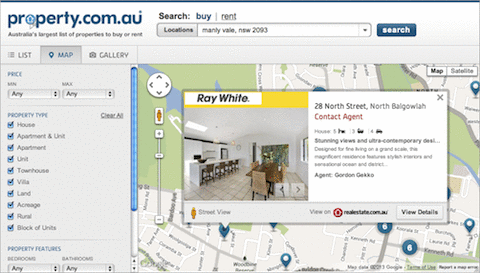 property.com.au
Australia's largest list of properties to buy or rent
Search: buy | rent
Locations manly vale, nsw 2093 search
LIST MAP GALLERY
Map Satellite
PRICE
MIN MAX
Any Any
PROPERTY TYPE Clear All
House
Apartment & Unit
Apartment
Unit
Townhouse
Villa
Land
Acreage
Rural
Block of Units
PROPERTY FEATURES
BEDROOMS BATHROOMS
Any Any
Ray White.
28 North Street, North Balgowlah
Contact Agent
House 5 3 4
Stunning views and ultra-contemporary desi...
Designed for fine living on a grand scale, this
magnificent residence features stylish interiors and
sensational ocean and district...
Agent: Gordon Gekko
Street View View on realestate.com.au View Details
6
Map data ©2013 Google Terms of Use Report a map error